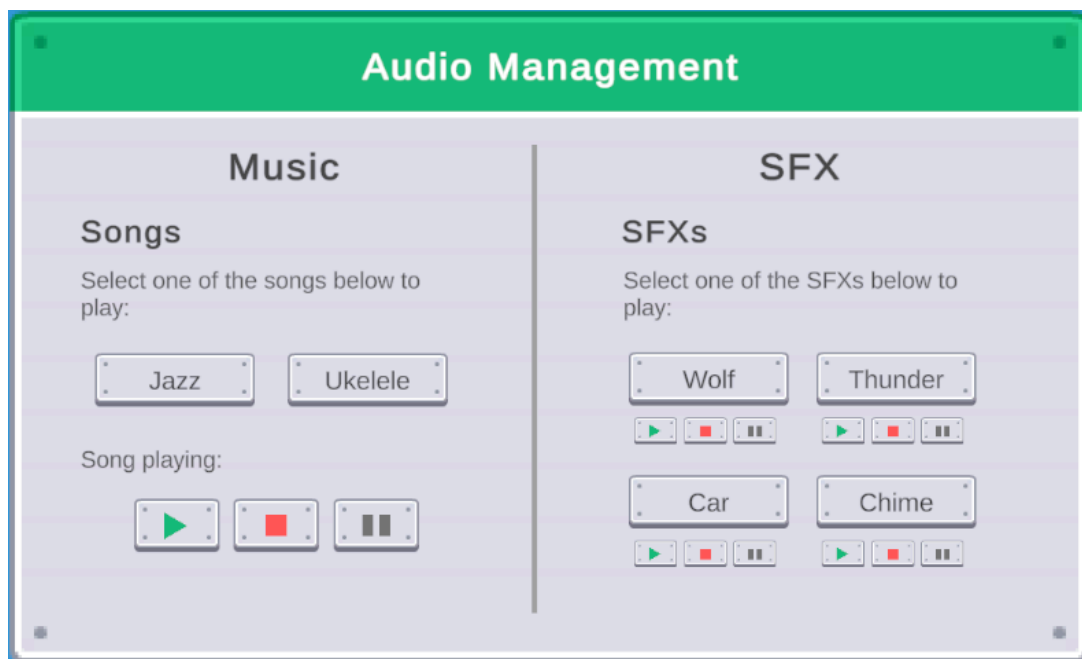 Audio Management
Music
Songs
Select one of the songs below to
play:
Jazz
Ukelele
Song playing:
SFX
SFXs
Select one of the SFXs below to
play:
Wolf
Thunder
Car
Chime